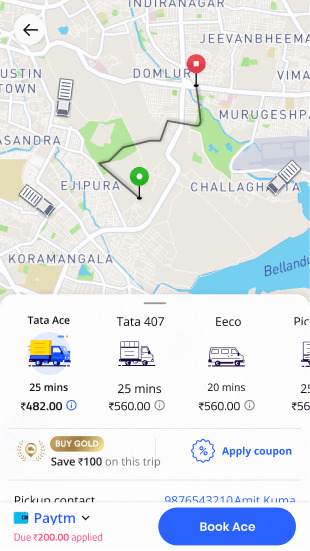 INDIRANAGAR
JEEVANBHEEMA
USTIN
TOWN
DOMLUR
VIMA
MURUGESHPA
ASANDRA
EJIPURA
CHALLAGHATTA
KORAMANGALA
Bellandu
Tata Ace
Tata 407
Eeco
Pic
25 mins
25 mins
20 mins
25
₹482.00
₹560.00
₹560.00
₹56
BUY GOLD
Save ₹100 on this trip
Apply coupon
Pickup contact
9876543210 Amit Kuma
Paytm
Due ₹200.00 applied
Book Ace